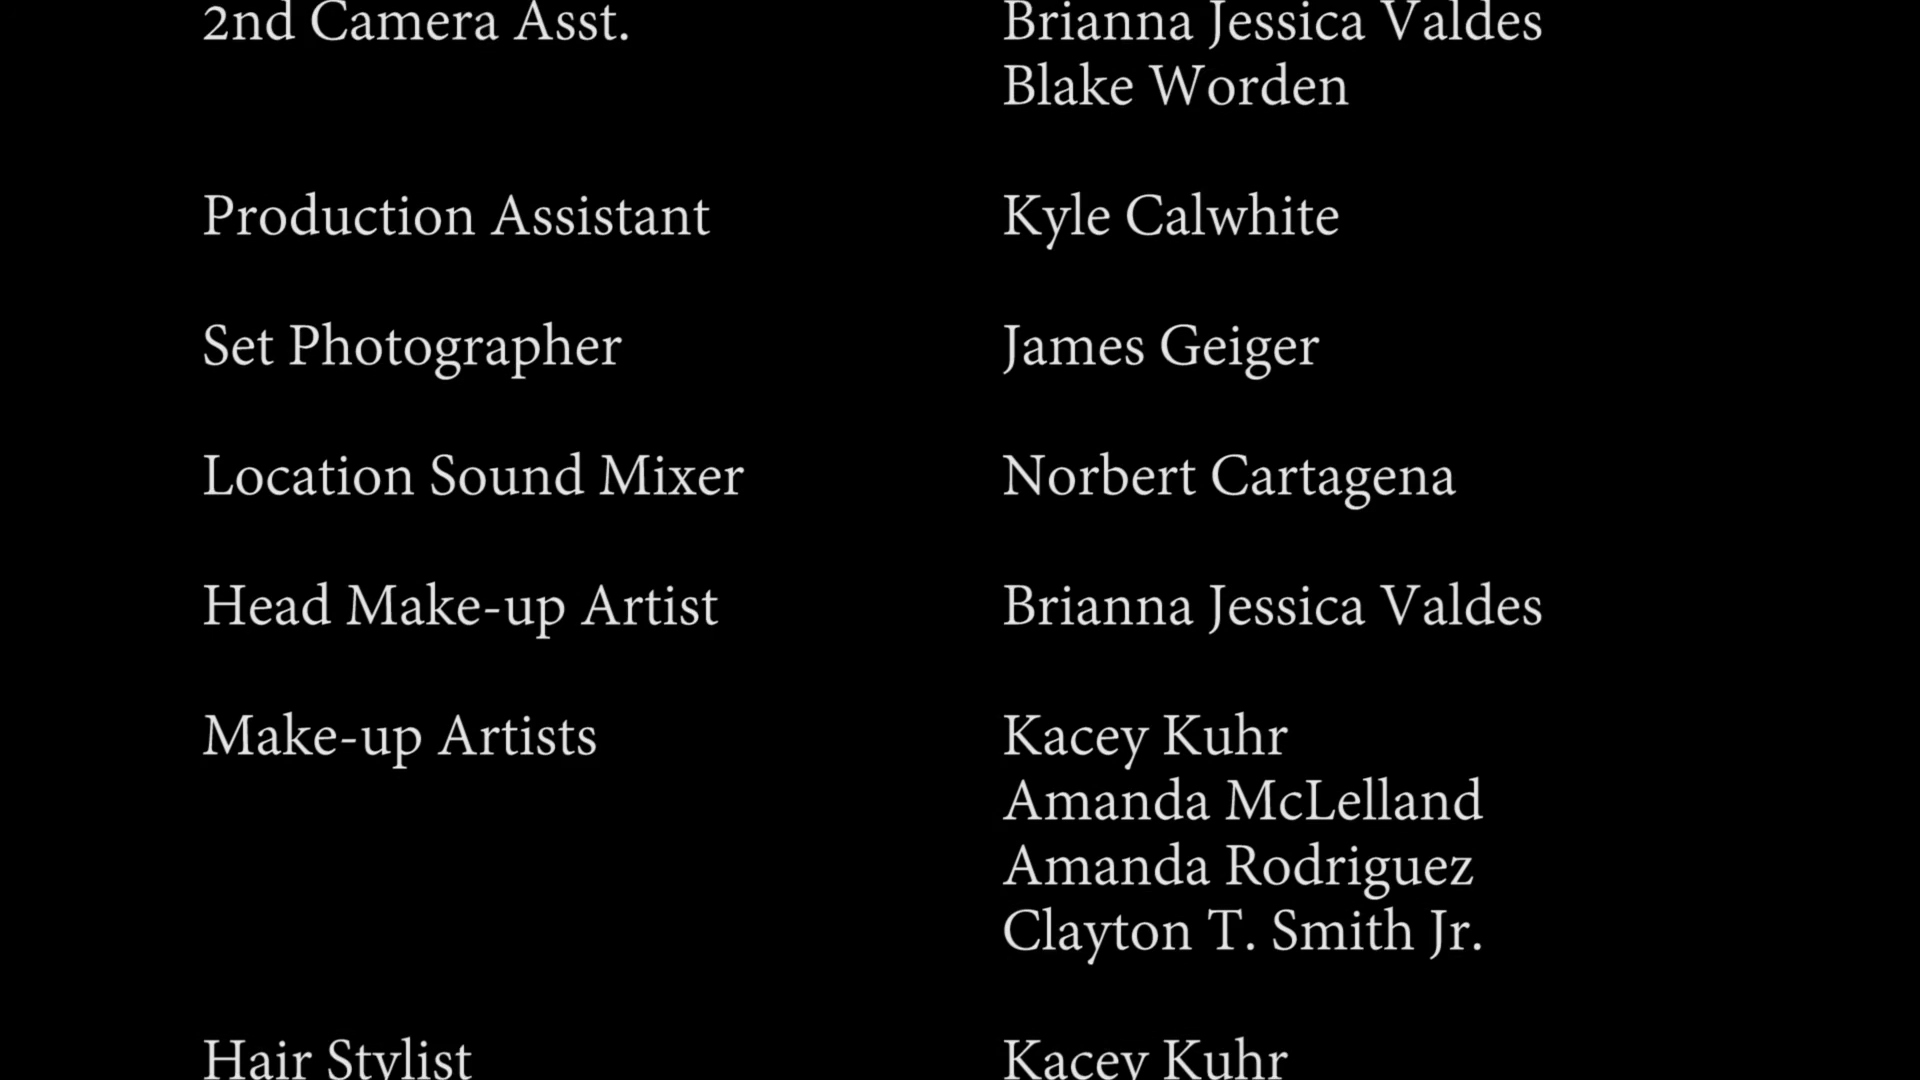 2nd Camera Asst. Brianna Jessica Valdes
Blake Worden
Production Assistant Kyle Calwhite
Set Photographer James Geiger
Location Sound Mixer Norbert Cartagena
Head Make-up Artist Brianna Jessica Valdes
Make-up Artists Kacey Kuhr
Amanda McLelland
Amanda Rodriguez
Clayton T. Smith Jr.
Hair Stylist Kacey Kuhr